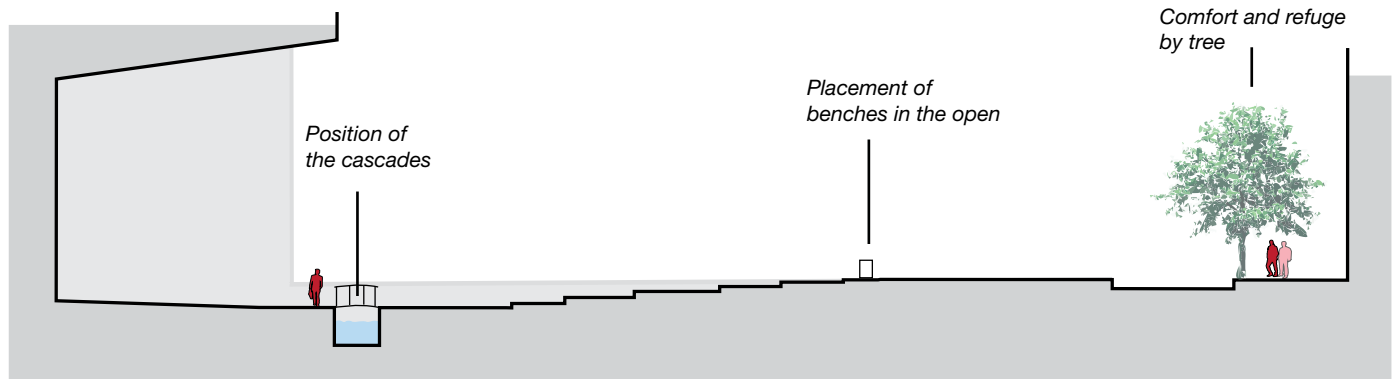 Position of
the cascades
Placement of
benches in the open
Comfort and refuge
by tree